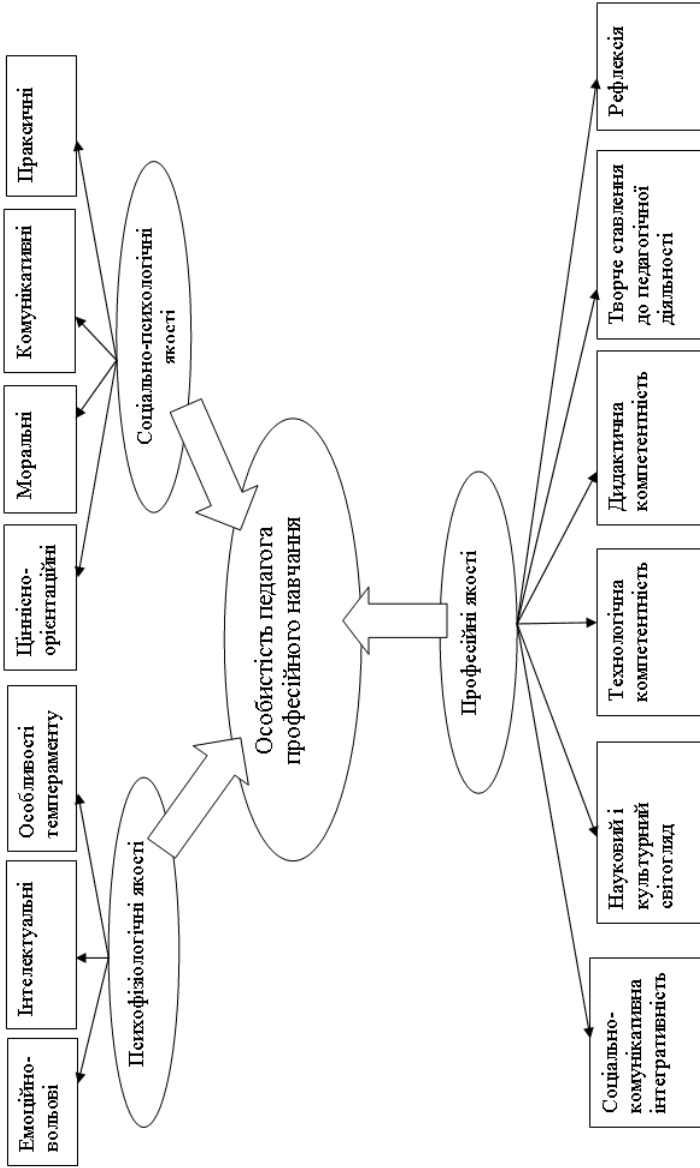 Емоційно-
вольові
Інтелектуальні
Особливості
темпераменту
Ціннісно-
орієнтаційні
Моральні
Комунікативні
Праксичні
Психофізіологічні якості
Соціально-психологічні
якості
Особистість педагога
професійного навчання
Професійні якості
Соціально-
комунікативна
інтегративність
Науковий і
культурний
світогляд
Технологічна
компетентність
Дидактична
компетентність
Творче ставлення
до педагогічної
діяльності
Рефлексія